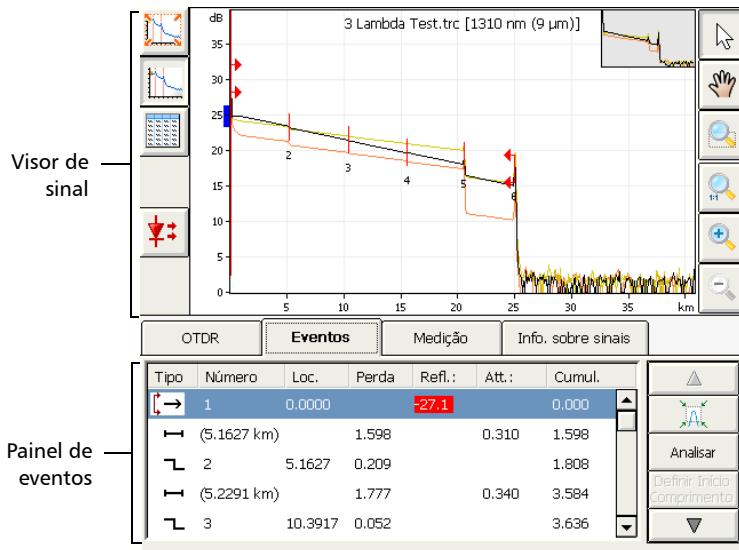 dB
3 Lambda Test.trc [1310 nm (9 µm)]
35
30
25
20
15
10
5
0
2
3
4
5
6
5
10
15
20
25
30
35
km
1:1
Visor de
sinal
OTDR
Eventos
Medição
Info. sobre sinais
Tipo Número Loc. Perda Refl.: Att.: Cumul.
1 0.0000 -27.1 0.000
(5.1627 km) 1.598 0.310 1.598
2 5.1627 0.209 1.808
(5.2291 km) 1.777 0.340 3.584
3 10.3917 0.052 3.636
Analisar
Definir Início
Comprimento
Painel de
eventos